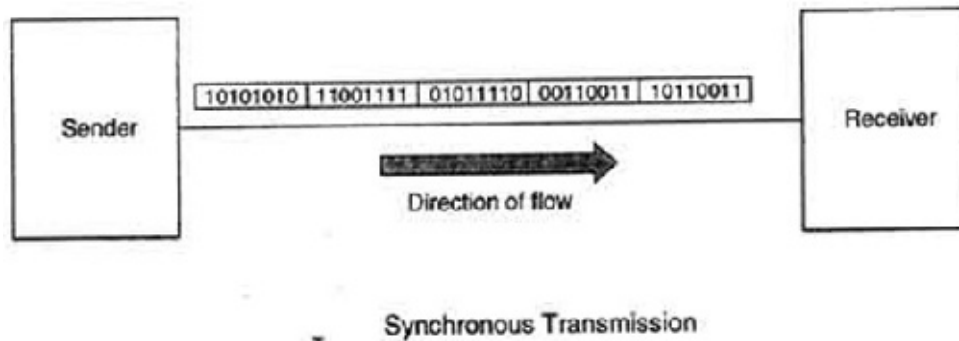 10101010 11001111 01011110 00110011 10110011
Sender
Receiver
Direction of flow
Synchronous Transmission